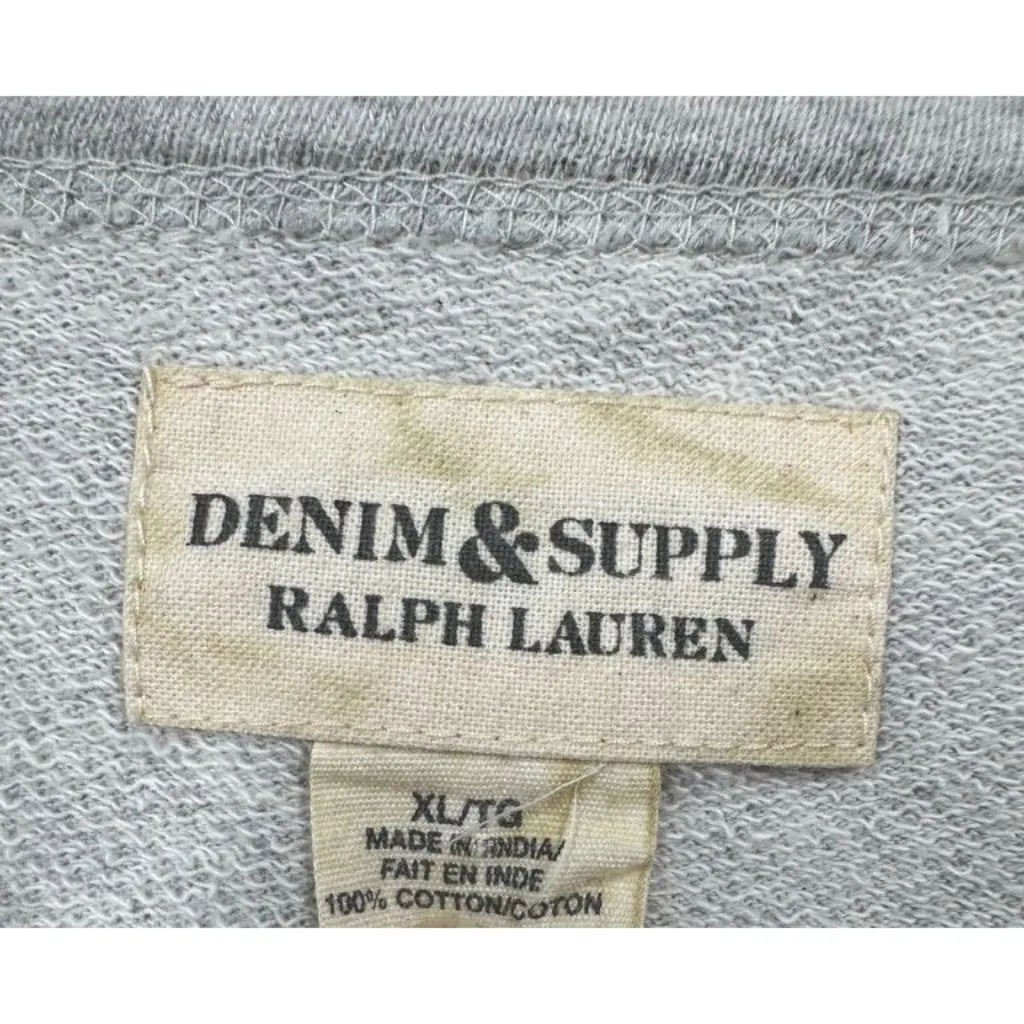 DENIM & SUPPLY
RALPH LAUREN
XL/TG
MADE IN INDIA/
FAIT EN INDE
100% COTTON/COTON